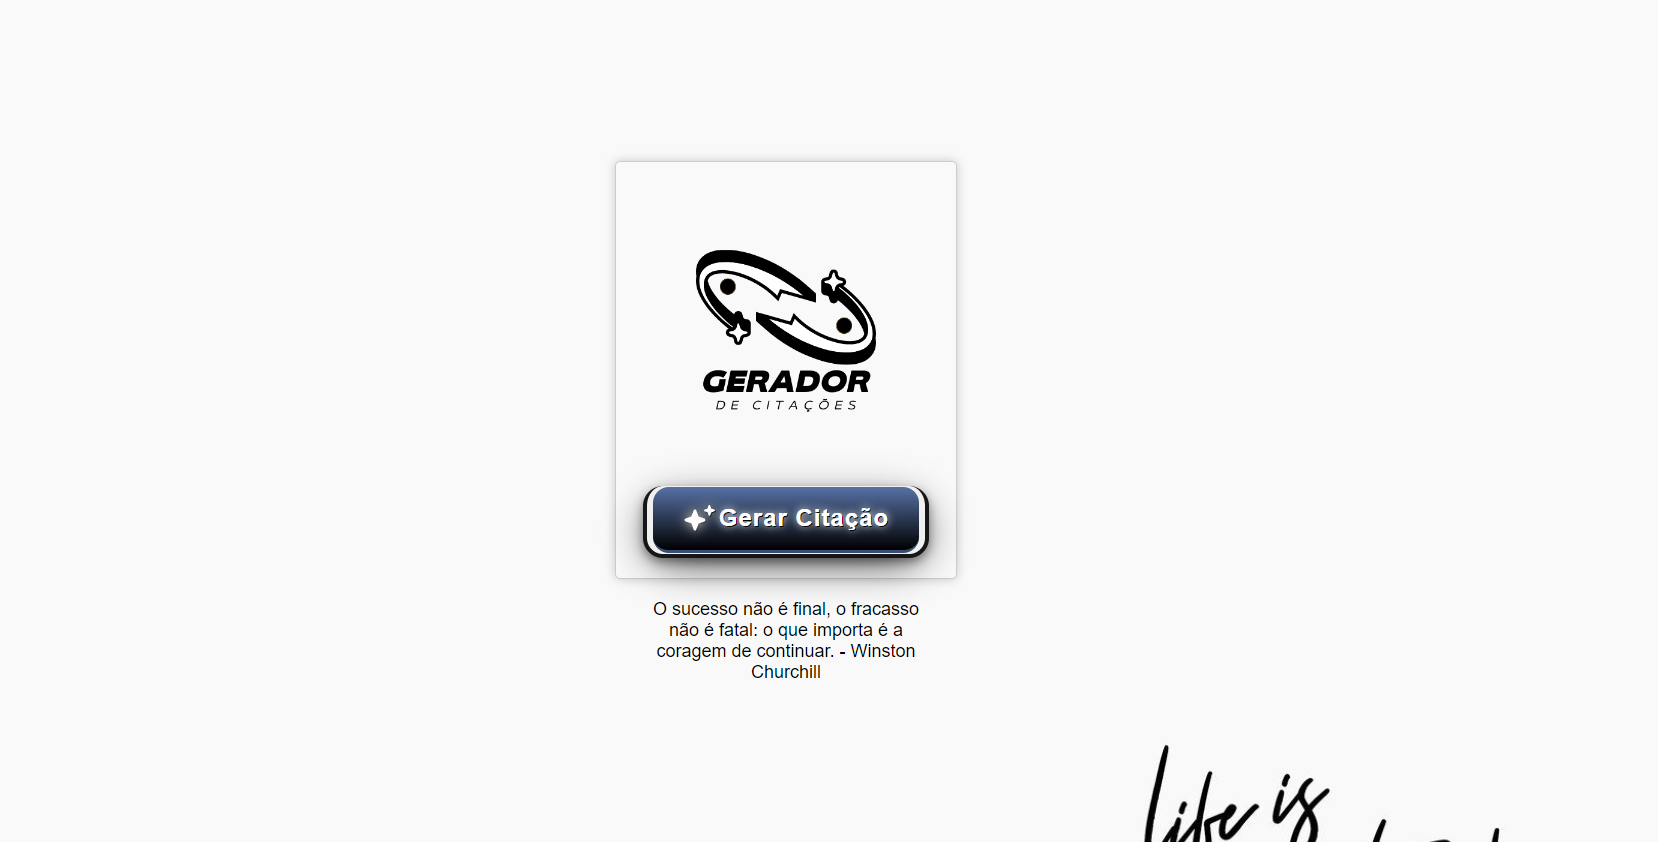 GERADOR
DE CITAÇÕES
Gerar Citação
O sucesso não é final, o fracasso
não é fatal: o que importa é a
coragem de continuar. - Winston
Churchill
life is